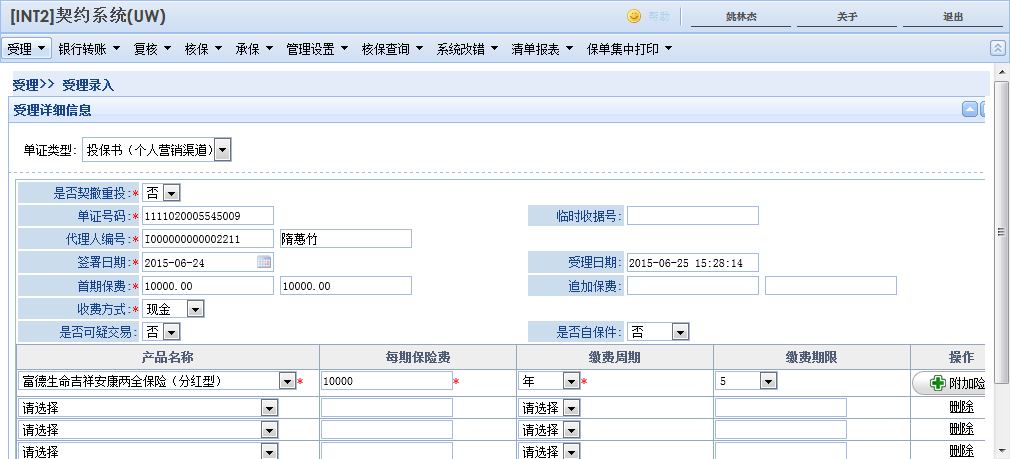 [INT2]契约系统(UW) 帮助 姚林杰 关于 退出
受理 银行转账 复核 核保 承保 管理设置 核保查询 系统改错 清单报表 保单集中打印
受理>> 受理录入
受理详细信息
单证类型: 投保书（个人营销渠道）
是否契撤重投:* 否
单证号码:* 1111020005545009 临时收据号:
代理人编号:* I000000000002211 隋蕙竹
签署日期:* 2015-06-24 受理日期: 2015-06-25 15:28:14
首期保费:* 10000.00 10000.00 追加保费:
收费方式:* 现金
是否可疑交易: 否 是否自保件: 否
产品名称 每期保险费 缴费周期 缴费期限 操作
富德生命吉祥安康两全保险（分红型） * 10000 * 年 * 5 附加险
请选择 请选择 删除
请选择 请选择 删除
请选择 请选择 删除